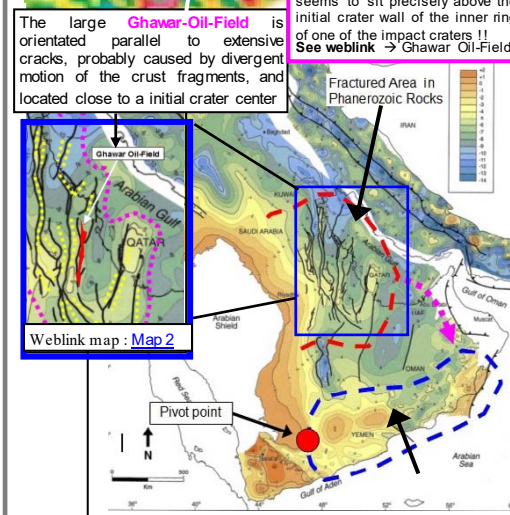 seems to sit precisely above the
initial crater wall of the inner ring
of one of the impact craters !!
See weblink → Ghawar Oil-Field
The large Ghawar-Oil-Field is
orientated parallel to extensive
cracks, probably caused by divergent
motion of the crust fragments, and
located close to a initial crater center
Fractured Area in
Phanerozoic Rocks
Baghdad
IRAN
Ghawar Oil-Field
Arabian Gulf
QATAR
Weblink map : Map 2
SAUDI ARABIA
QATAR
Gulf of Oman
Muscat
Arabian
Shield
OMAN
Red Sea
Pivot point
YEMEN
N
Arabian
Sea
Gulf of Aden
Km